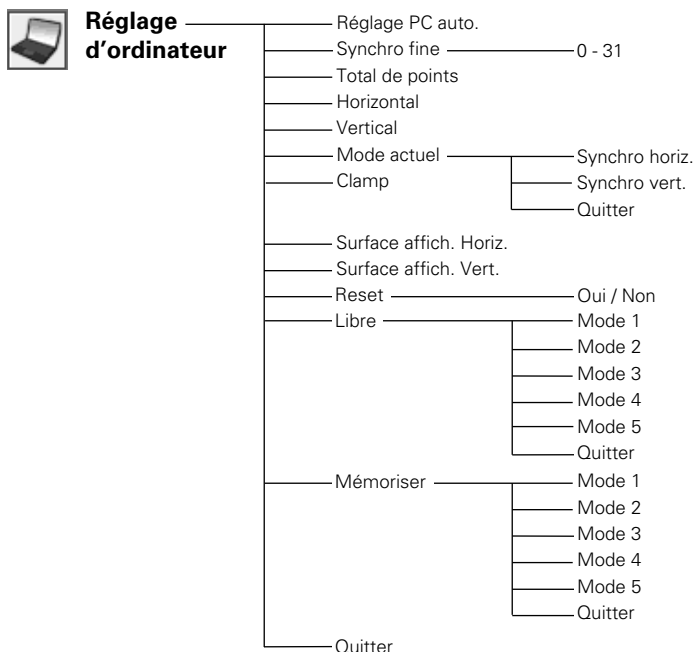 Réglage
d'ordinateur
Réglage PC auto.
Synchro fine
0 - 31
Total de points
Horizontal
Vertical
Mode actuel
Synchro horiz.
Synchro vert.
Quitter
Clamp
Surface affich. Horiz.
Surface affich. Vert.
Reset
Oui / Non
Libre
Mode 1
Mode 2
Mode 3
Mode 4
Mode 5
Quitter
Mémoriser
Mode 1
Mode 2
Mode 3
Mode 4
Mode 5
Quitter
Quitter